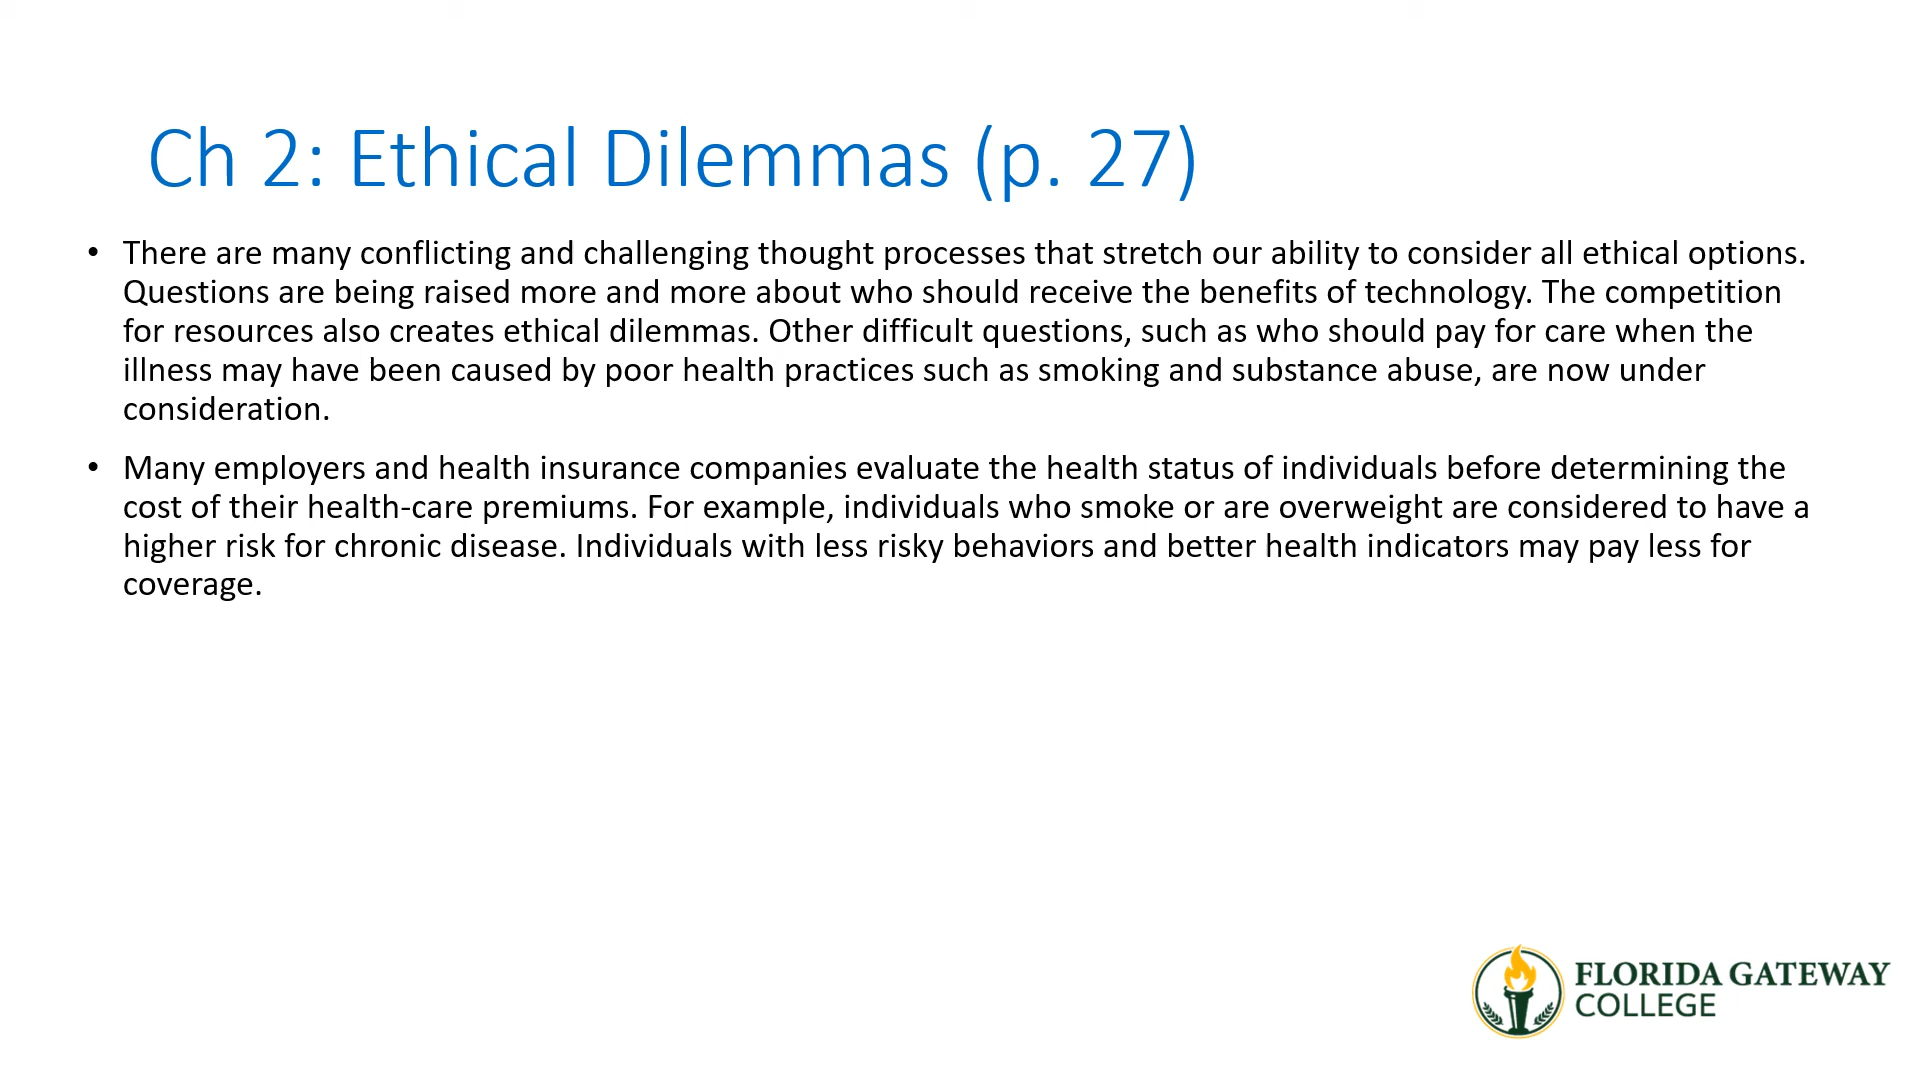 Ch 2: Ethical Dilemmas (p. 27)
• There are many conflicting and challenging thought processes that stretch our ability to consider all ethical options.
Questions are being raised more and more about who should receive the benefits of technology. The competition
for resources also creates ethical dilemmas. Other difficult questions, such as who should pay for care when the
illness may have been caused by poor health practices such as smoking and substance abuse, are now under
consideration.
• Many employers and health insurance companies evaluate the health status of individuals before determining the
cost of their health-care premiums. For example, individuals who smoke or are overweight are considered to have a
higher risk for chronic disease. Individuals with less risky behaviors and better health indicators may pay less for
coverage.
FLORIDA GATEWAY
COLLEGE